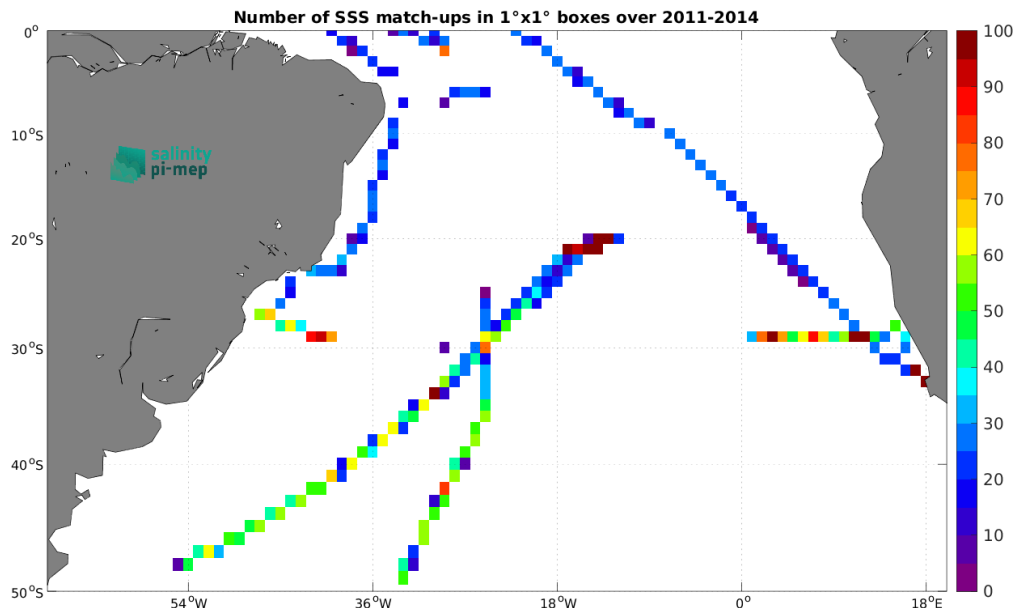 Number of SSS match-ups in 1°x1° boxes over 2011-2014
0°
10°S
20°S
30°S
40°S
50°S
salinity
pi-mep
54°W
36°W
18°W
0°
18°E
100
90
80
70
60
50
40
30
20
10
0